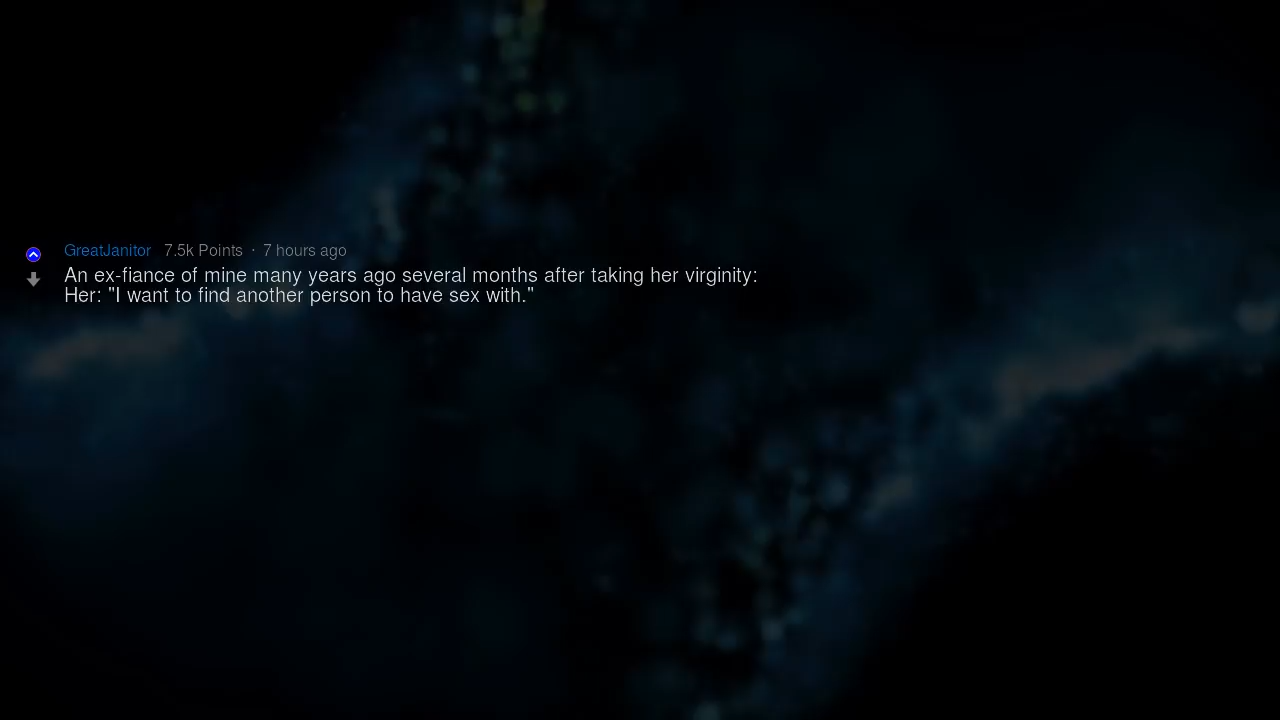 GreatJanitor 7.5k Points · 7 hours ago
An ex-fiance of mine many years ago several months after taking her virginity:
Her: "I want to find another person to have sex with."